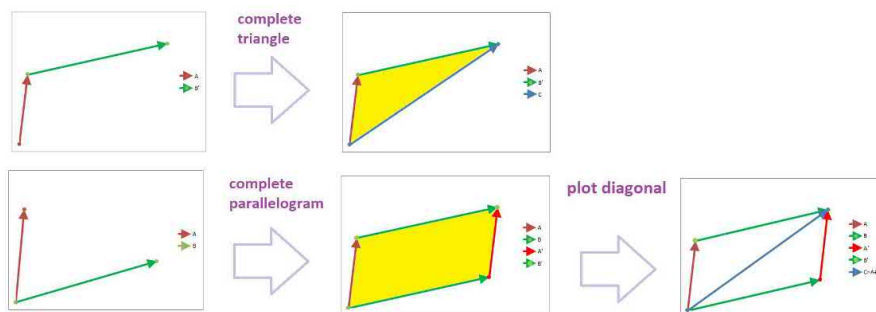 complete
triangle
A
B'
A
B'
C
complete
parallelogram
plot diagonal
A
B
A
B
A'
B'
A
B
A'
B'
C=A+